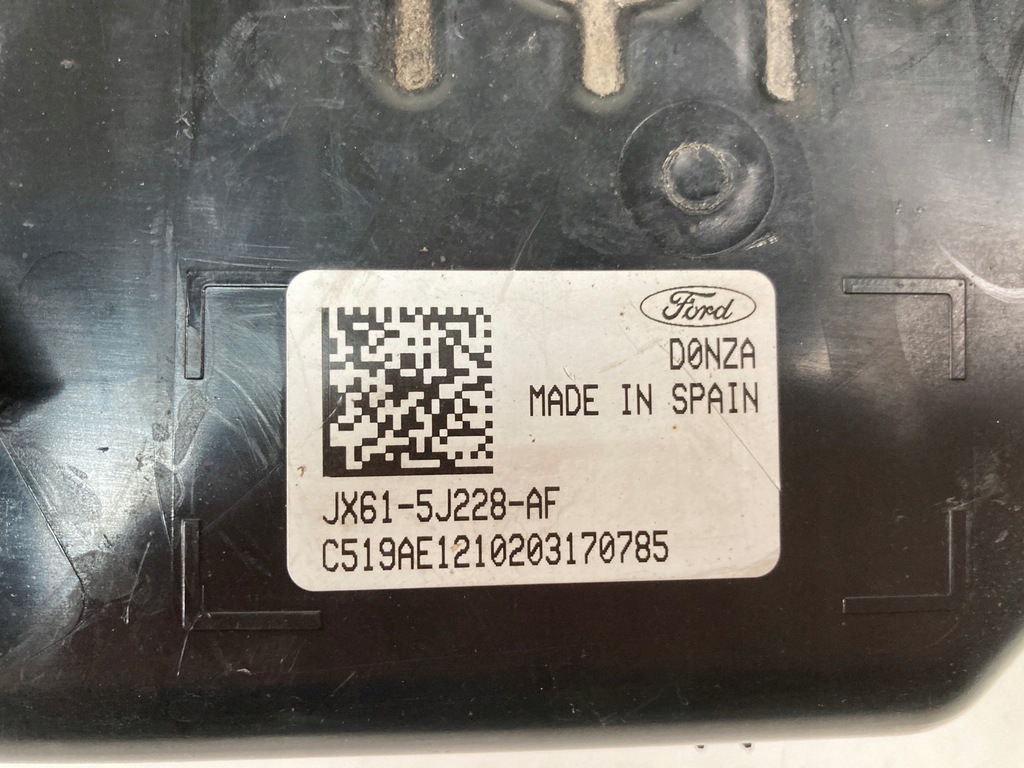 Ford
D0NZA
MADE IN SPAIN
JX61-5J228-AF
C519AE1210203170785